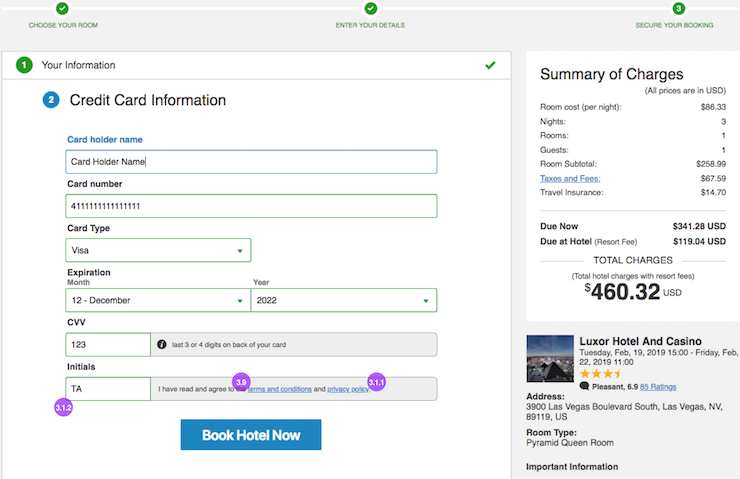 CHOOSE YOUR ROOM
ENTER YOUR DETAILS
3
SECURE YOUR BOOKING
1 Your Information
2 Credit Card Information
Card holder name
Card Holder Name
Card number
4111111111111111
Card Type
Visa
Expiration
Month Year
12 - December 2022
CVV
123 last 3 or 4 digits on back of your card
Initials
TA I have read and agree to terms and conditions and privacy policy.
3.9
3.1.1
3.1.2
Book Hotel Now
Summary of Charges
(All prices are in USD)
Room cost (per night): $86.33
Nights: 3
Rooms: 1
Guests: 1
Room Subtotal: $258.99
Taxes and Fees: $67.59
Travel Insurance: $14.70
Due Now $341.28 USD
Due at Hotel (Resort Fee) $119.04 USD
TOTAL CHARGES
(Total hotel charges with resort fees)
$460.32 USD
Luxor Hotel And Casino
Tuesday, Feb, 19, 2019 15:00 - Friday, Feb,
22, 2019 11:00
Pleasant, 6.9 85 Ratings
Address:
3900 Las Vegas Boulevard South, Las Vegas, NV,
89119, US
Room Type:
Pyramid Queen Room
Important Information